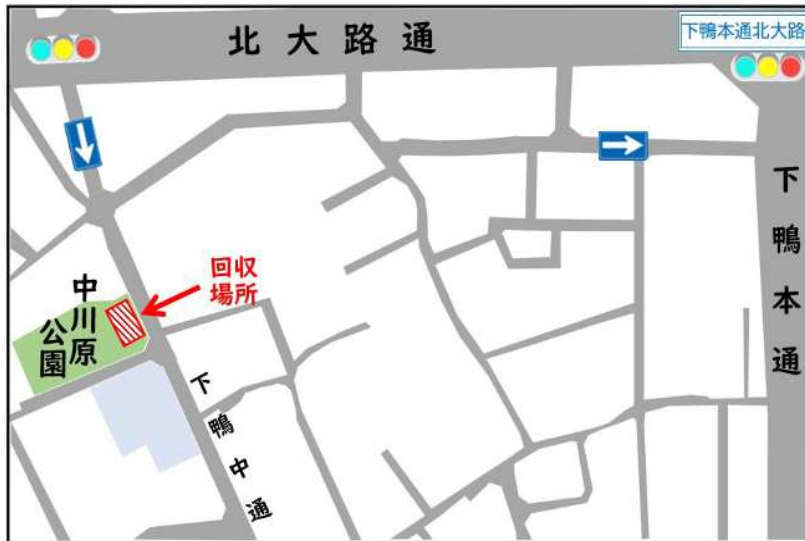 北大路通
下鴨本通北大路
下鴨本通
回収
場所
中川原
公園
下鴨中通